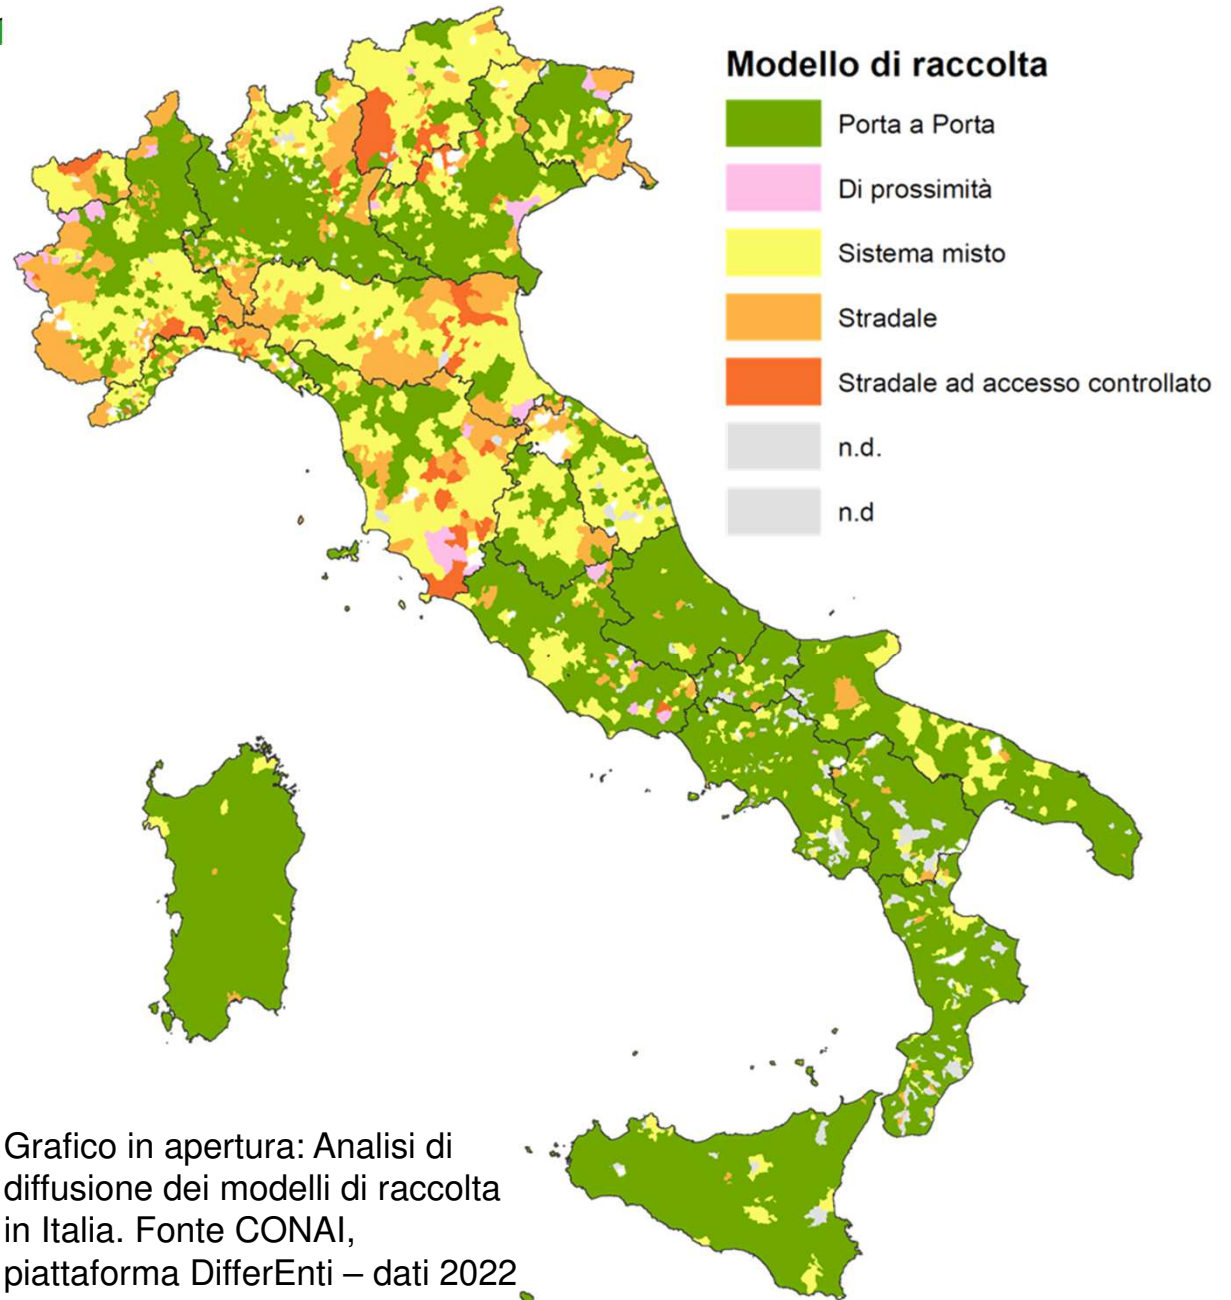 Modello di raccolta
Porta a Porta
Di prossimità
Sistema misto
Stradale
Stradale ad accesso controllato
n.d.
n.d
Grafico in apertura: Analisi di
diffusione dei modelli di raccolta
in Italia. Fonte CONAI,
piattaforma DifferEnti – dati 2022